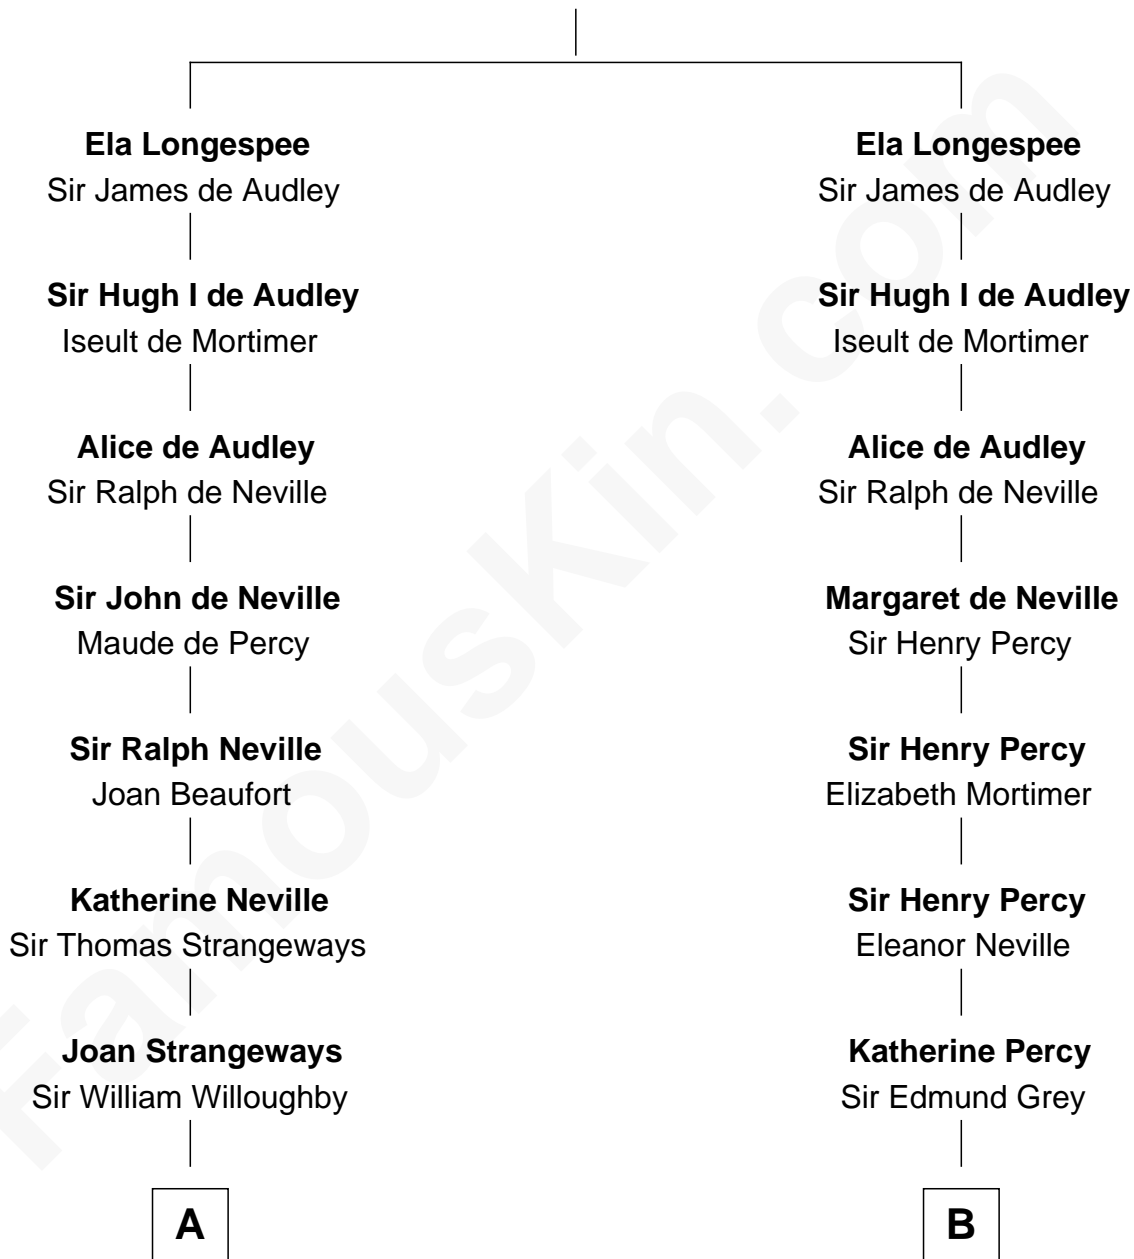 Ela Longespee
Sir James de Audley
Sir Hugh I de Audley
Iseult de Mortimer
Alice de Audley
Sir Ralph de Neville
Sir John de Neville
Maude de Percy
Sir Ralph Neville
Joan Beaufort
Katherine Neville
Sir Thomas Strangeways
Joan Strangeways
Sir William Willoughby
A
Ela Longespee
Sir James de Audley
Sir Hugh I de Audley
Iseult de Mortimer
Alice de Audley
Sir Ralph de Neville
Margaret de Neville
Sir Henry Percy
Sir Henry Percy
Elizabeth Mortimer
Sir Henry Percy
Eleanor Neville
Katherine Percy
Sir Edmund Grey
B
FamousKin.com